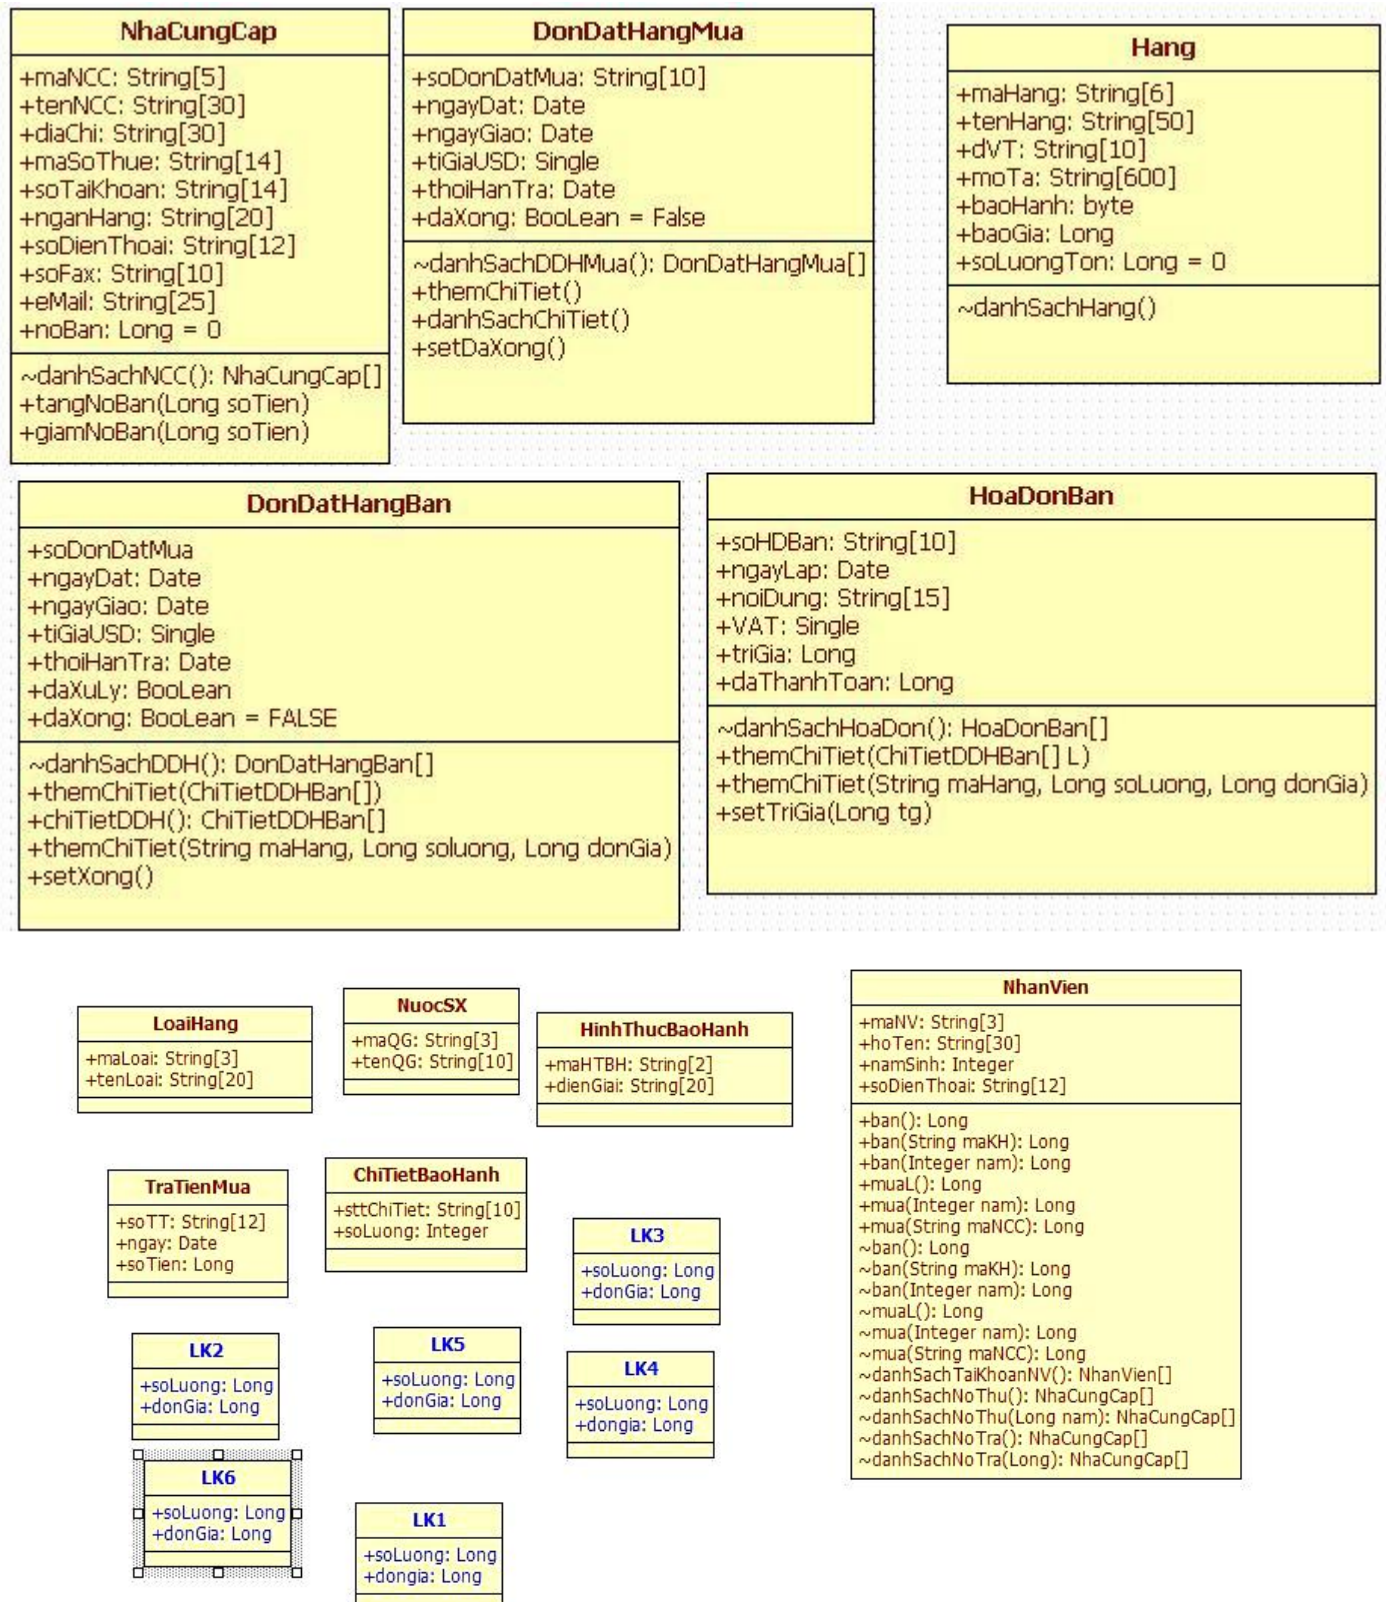 NhaCungCap
+maNCC: String[5]
+tenNCC: String[30]
+diaChi: String[30]
+maSoThue: String[14]
+soTaiKhoan: String[14]
+nganHang: String[20]
+soDienThoai: String[12]
+soFax: String[10]
+eMail: String[25]
+noBan: Long = 0
~danhSachNCC(): NhaCungCap[]
+tangNoBan(Long soTien)
+giamNoBan(Long soTien)
DonDatHangMua
+soDonDatMua: String[10]
+ngayDat: Date
+ngayGiao: Date
+tiGiaUSD: Single
+thoiHanTra: Date
+daXong: BooLean = False
~danhSachDDHMua(): DonDatHangMua[]
+themChiTiet()
+danhSachChiTiet()
+setDaXong()
Hang
+maHang: String[6]
+tenHang: String[50]
+dVT: String[10]
+moTa: String[600]
+baoHanh: byte
+baoGia: Long
+soLuongTon: Long = 0
~danhSachHang()
DonDatHangBan
+soDonDatMua
+ngayDat: Date
+ngayGiao: Date
+tiGiaUSD: Single
+thoiHanTra: Date
+daXuLy: BooLean
+daXong: BooLean = FALSE
~danhSachDDH(): DonDatHangBan[]
+themChiTiet(ChiTietDDHBan[])
+chiTietDDH(): ChiTietDDHBan[]
+themChiTiet(String maHang, Long soluong, Long donGia)
+setXong()
HoaDonBan
+soHDBan: String[10]
+ngayLap: Date
+noiDung: String[15]
+VAT: Single
+triGia: Long
+daThanhToan: Long
~danhSachHoaDon(): HoaDonBan[]
+themChiTiet(ChiTietDDHBan[] L)
+themChiTiet(String maHang, Long soLuong, Long donGia)
+setTriGia(Long tg)
LoaiHang
+maLoai: String[3]
+tenLoai: String[20]
NuocSX
+maQG: String[3]
+tenQG: String[10]
HinhThucBaoHanh
+maHTBH: String[2]
+dienGiai: String[20]
NhanVien
+maNV: String[3]
+hoTen: String[30]
+namSinh: Integer
+soDienThoai: String[12]
+ban(): Long
+ban(String maKH): Long
+ban(Integer nam): Long
+muaL(): Long
+mua(Integer nam): Long
+mua(String maNCC): Long
~ban(): Long
~ban(String maKH): Long
~ban(Integer nam): Long
~muaL(): Long
~mua(Integer nam): Long
~mua(String maNCC): Long
~danhSachTaiKhoanNV(): NhanVien[]
~danhSachNoThu(): NhaCungCap[]
~danhSachNoThu(Long nam): NhaCungCap[]
~danhSachNoTra(): NhaCungCap[]
~danhSachNoTra(Long): NhaCungCap[]
TraTienMua
+soTT: String[12]
+ngay: Date
+soTien: Long
ChiTietBaoHanh
+sttChiTiet: String[10]
+soLuong: Integer
LK3
+soLuong: Long
+donGia: Long
LK2
+soLuong: Long
+donGia: Long
LK5
+soLuong: Long
+donGia: Long
LK4
+soLuong: Long
+dongia: Long
LK6
+soLuong: Long
+donGia: Long
LK1
+soLuong: Long
+dongia: Long